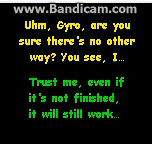 www.Bandicam.com
Uhm, Gyro, are you
sure there's no other
way? You see, I...
Trust me, even if
it's not finished,
it will still work...